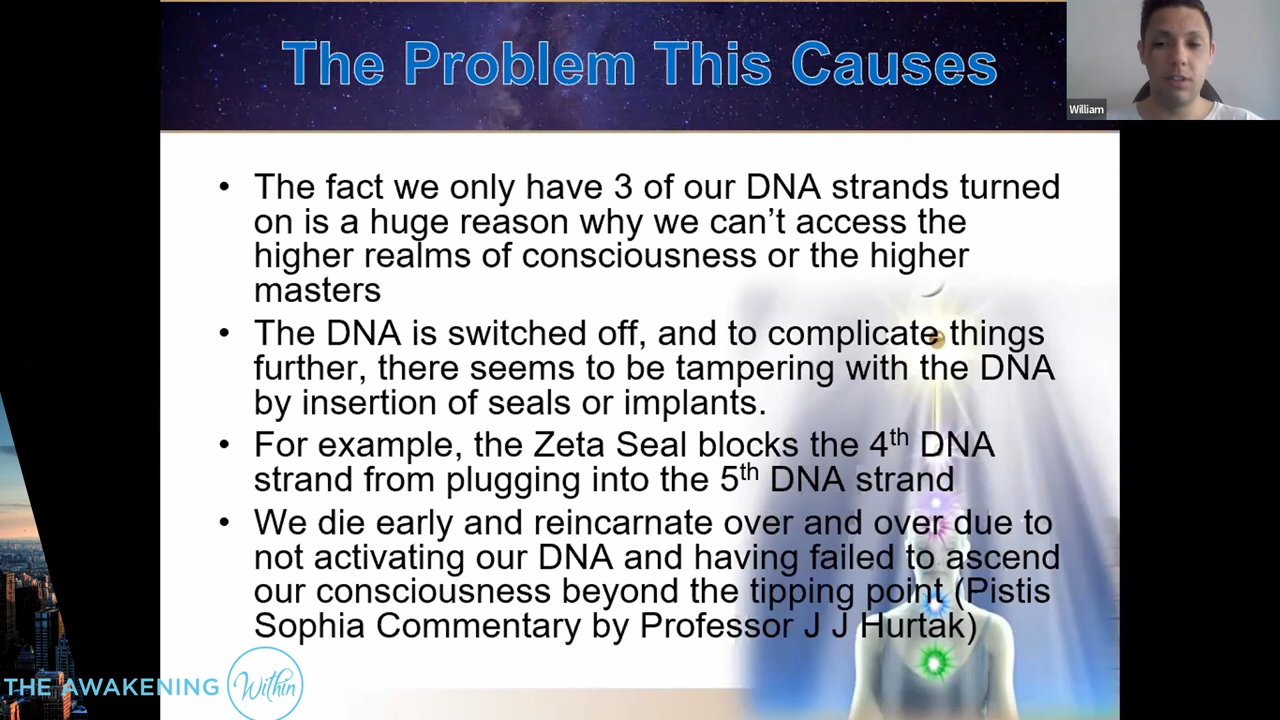 The Problem This Causes
William
• The fact we only have 3 of our DNA strands turned
on is a huge reason why we can’t access the
higher realms of consciousness or the higher
masters
• The DNA is switched off, and to complicate things
further, there seems to be tampering with the DNA
by insertion of seals or implants.
• For example, the Zeta Seal blocks the 4th DNA
strand from plugging into the 5th DNA strand
• We die early and reincarnate over and over due to
not activating our DNA and having failed to ascend
our consciousness beyond the tipping point (Pistis
Sophia Commentary by Professor J J Hurtak)
THE AWAKENING Within